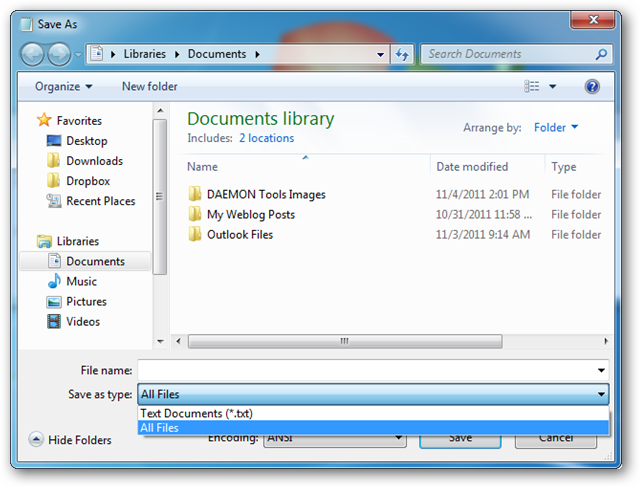 Save As
Libraries Documents
Search Documents
Organize New folder
Favorites
Desktop
Downloads
Dropbox
Recent Places
Libraries
Documents
Music
Pictures
Videos
Documents library
Includes: 2 locations
Arrange by: Folder
Name Date modified Type
DAEMON Tools Images 11/4/2011 2:01 PM File folder
My Weblog Posts 10/31/2011 11:58 ... File folder
Outlook Files 11/3/2011 9:14 AM File folder
File name:
Save as type: All Files
Text Documents (*.txt)
All Files
Hide Folders Encoding: ANSI Save Cancel